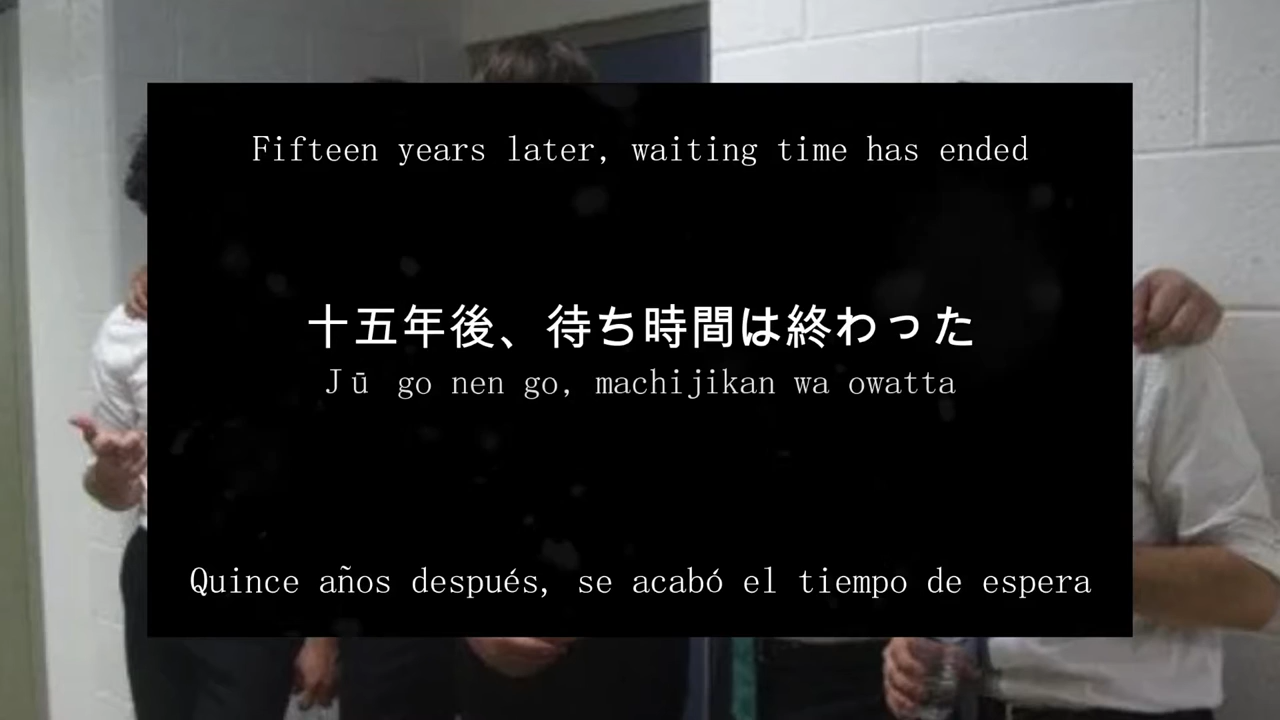 Fifteen years later, waiting time has ended
十五年後、待ち時間は終わった
Jū go nen go, machijikan wa owatta
Quince años después, se acabó el tiempo de espera